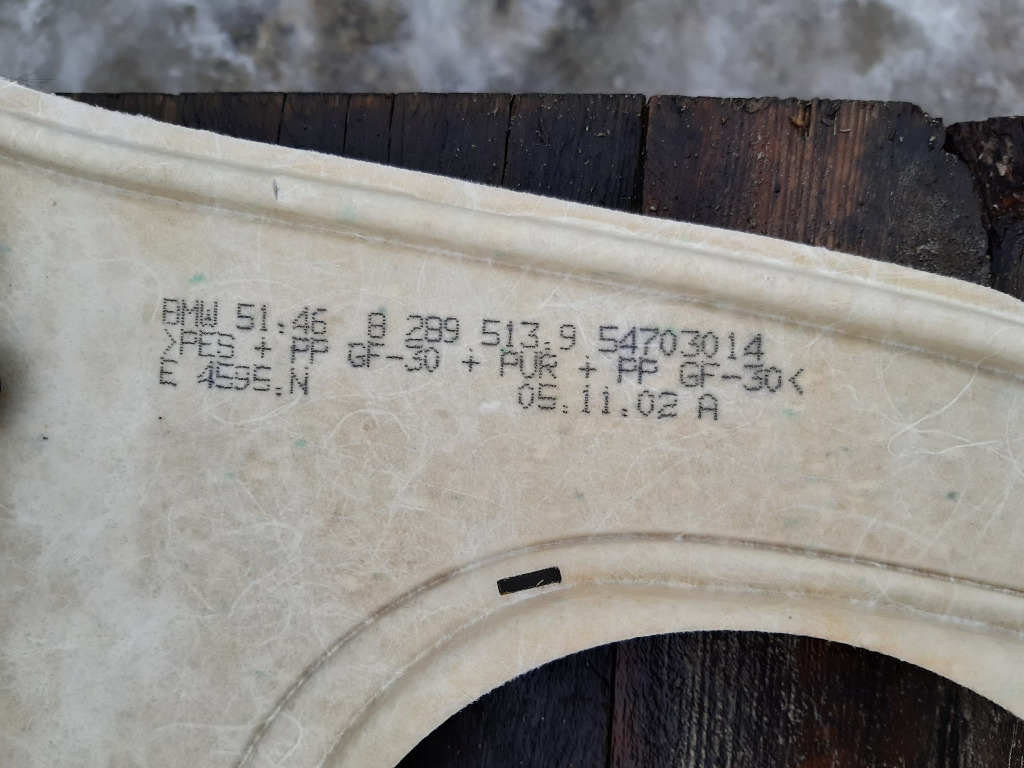 BMW 51.46 8 289 513.9 54703014
>PES + PP GF-30 + PUR + PP GF-30<
E 4595.N 05.11.02 A